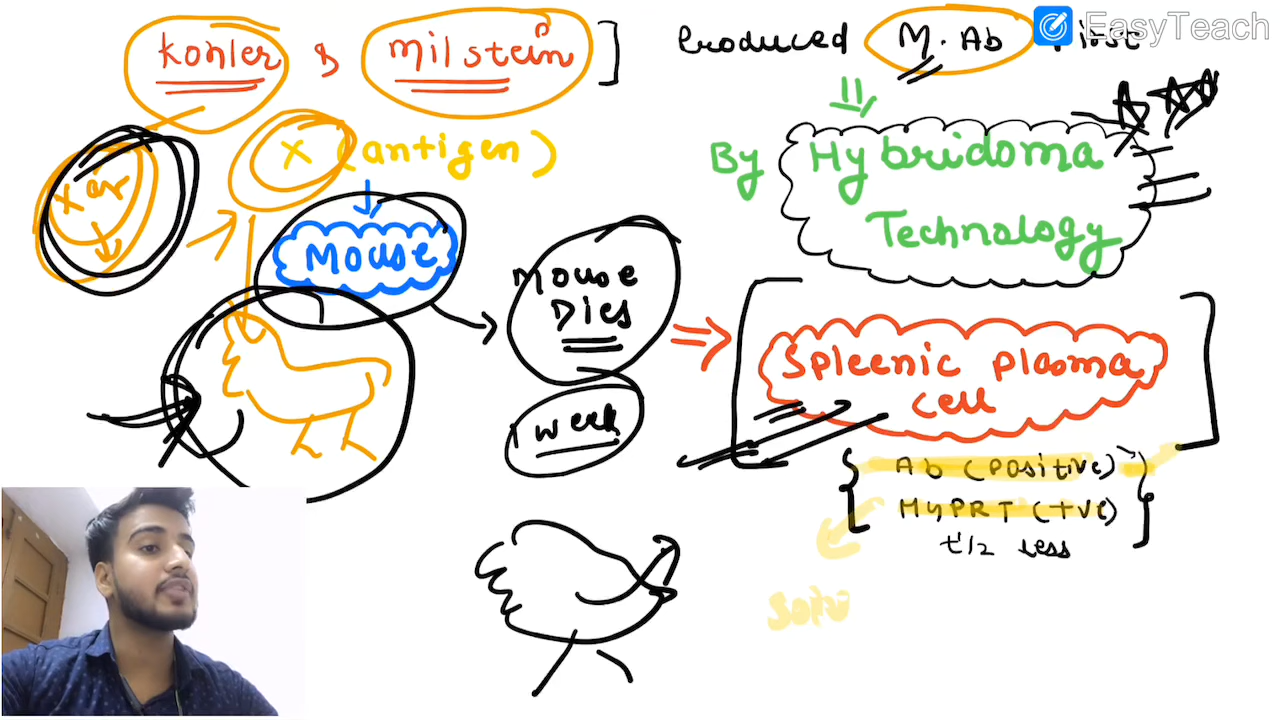 Kohler & Milstein ] Produced M. Ab First
EasyTeach
X (antigen)
By Hybridoma
Technology
Mouse
Mouse
Dies
1 week
Spleenic plasma
cell
Ab (positive)
HyPRT (+ve)
t1/2 less